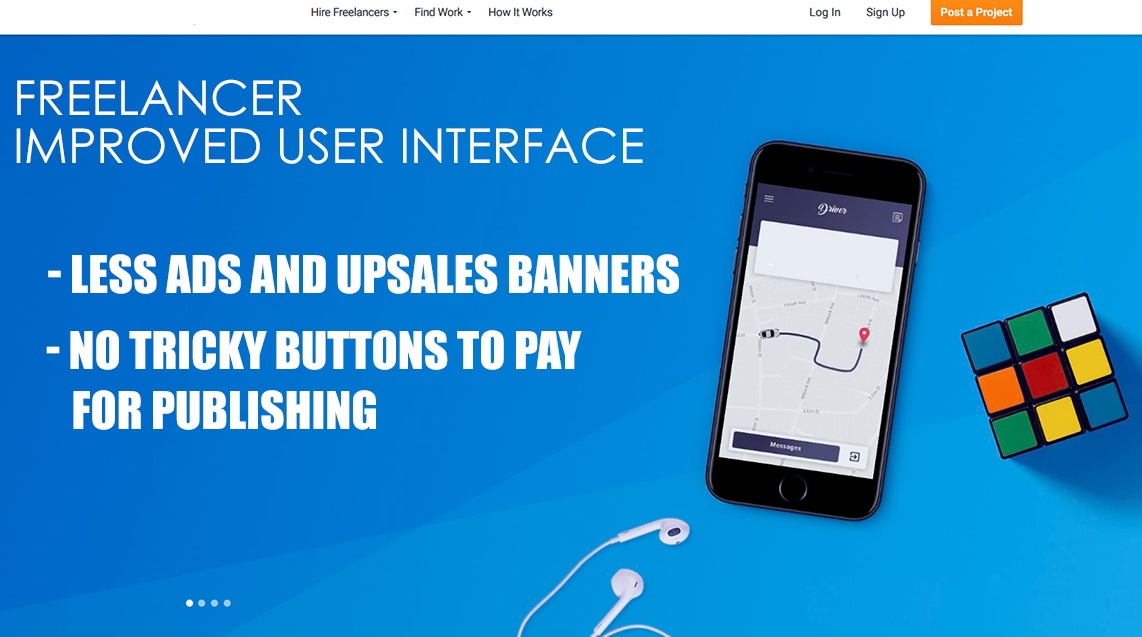 Hire Freelancers Find Work How It Works Log In Sign Up Post a Project
FREELANCER
IMPROVED USER INTERFACE
- LESS ADS AND UPSALES BANNERS
- NO TRICKY BUTTONS TO PAY
FOR PUBLISHING
Driver
Messages